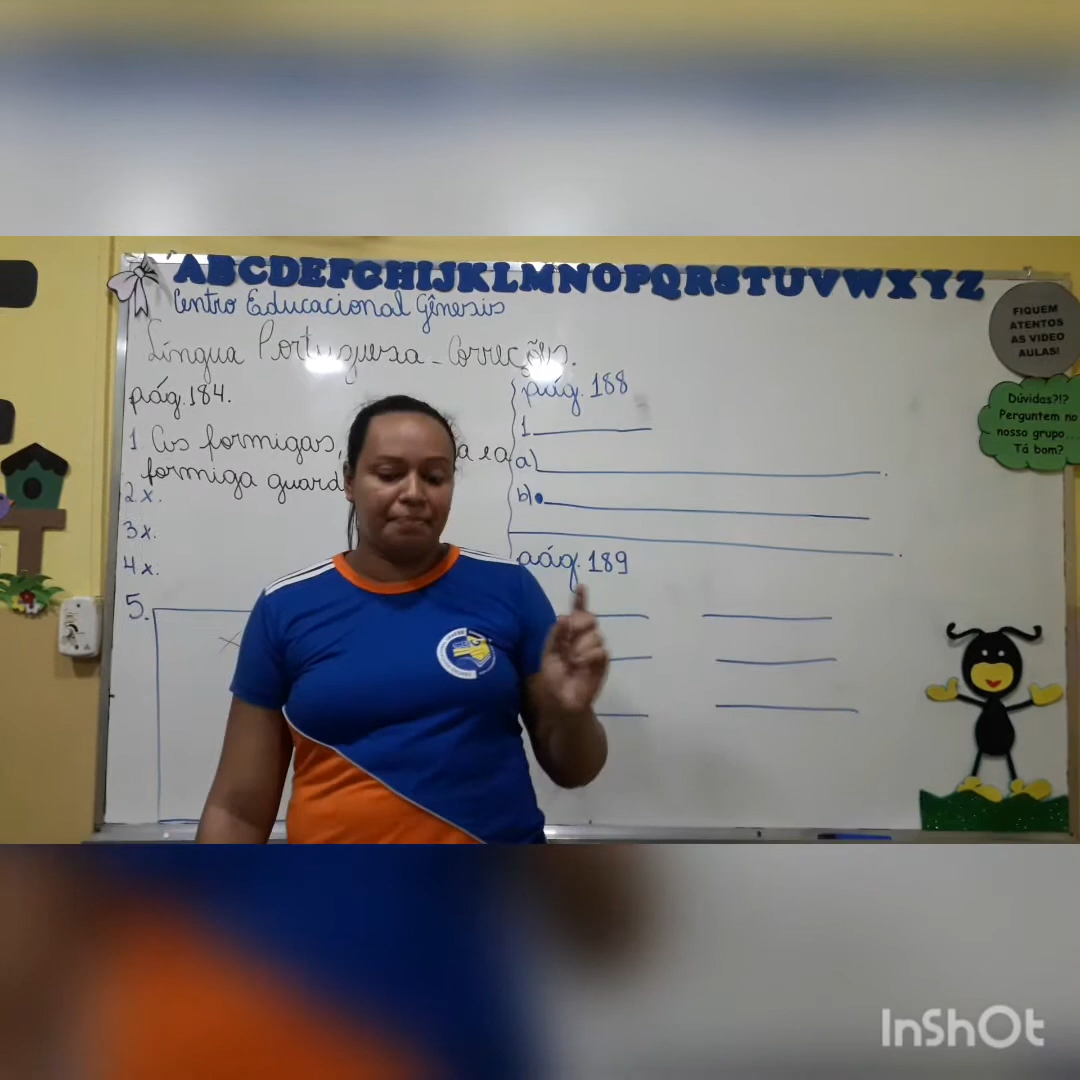 ABCDEFGHIJKLMNOPQRSTUVWXYZ
Centro Educacional Gênesis
Língua Portuguesa - Correções.
pág. 184.
1. As formigas, a e a
formiga guard
2 x.
3 x.
4 x.
5.
x
pág. 188
1.
a)
b)
pág. 189
FIQUEM
ATENTOS
AS VIDEO
AULAS!
Dúvidas?!?
Perguntem no
nosso grupo...
Tá bom?
InShOt